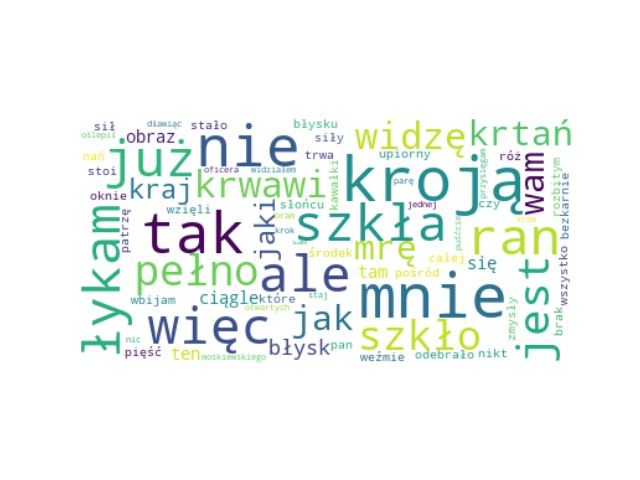 sił
dławiąc
stało
błysku
widzę
krtań
oślepił
obraz
nie
siły
już
trwa
upiorny
róż
nań
oficera
widziałem
kroją
wam
stoi
kraj
krwawi
kawałki
parę
przysięgam
rozbitym
oknie
wzięli
jaki
słońcu
jednej
czy
bezkarnie
łykam
patrzę
tak
krok
szkła
mrę
puśćcie
ran
środek
całej
się
pełno
ale
tam
pośród
jest
wszystko
wbijam
ciągle
które
staj
mnie
zmysły
otwartych
więc
jak
szkło
brak
nic
pięść
ten
moskiewskiego
błysk
pan
weźmie
odebrało
nikt